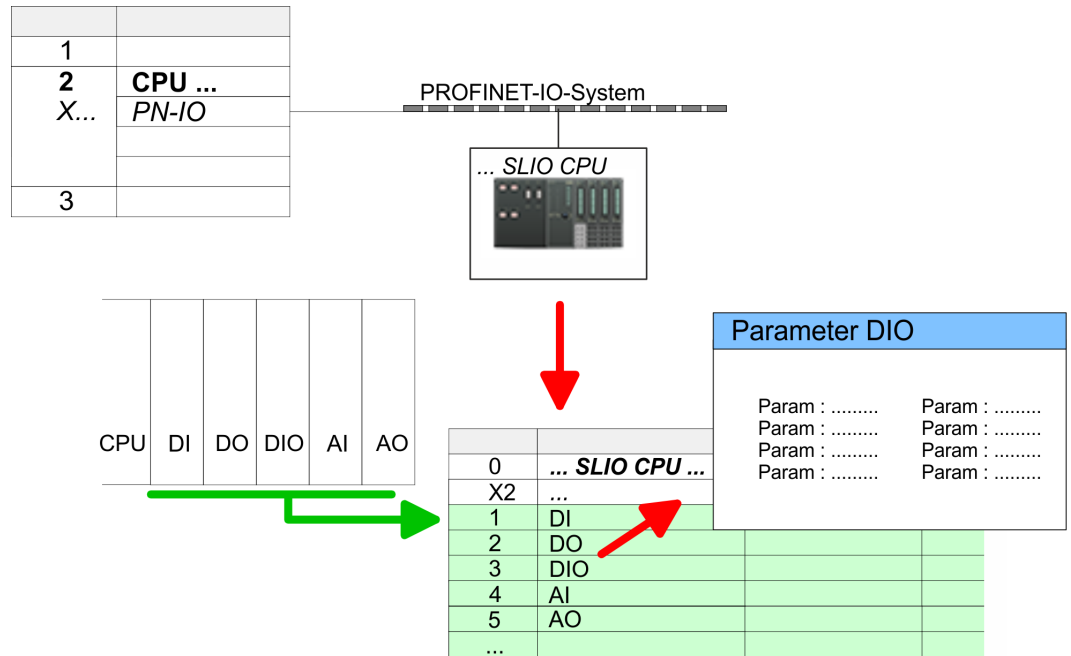 1
2 CPU ...
X... PN-IO
3
PROFINET-IO-System
... SLIO CPU
CPU DI DO DIO AI AO
Parameter DIO
Param : ......... Param : .........
Param : ......... Param : .........
Param : ......... Param : .........
Param : ......... Param : .........
0 ... SLIO CPU ...
X2 ...
1 DI
2 DO
3 DIO
4 AI
5 AO
...